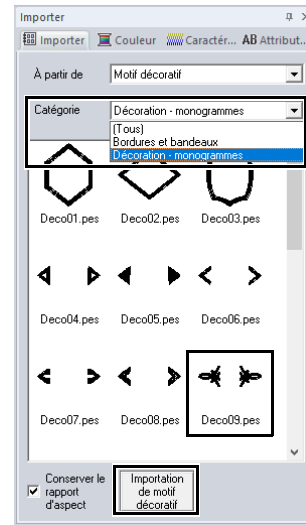 Importer
Importer Couleur Caractér... AB Attribut...
À partir de Motif décoratif
Catégorie Décoration - monogrammes
(Tous)
Bordures et bandeaux
Décoration - monogrammes
Deco01.pes Deco02.pes Deco03.pes
Deco04.pes Deco05.pes Deco06.pes
Deco07.pes Deco08.pes Deco09.pes
Conserver le
rapport
d'aspect
Importation
de motif
décoratif